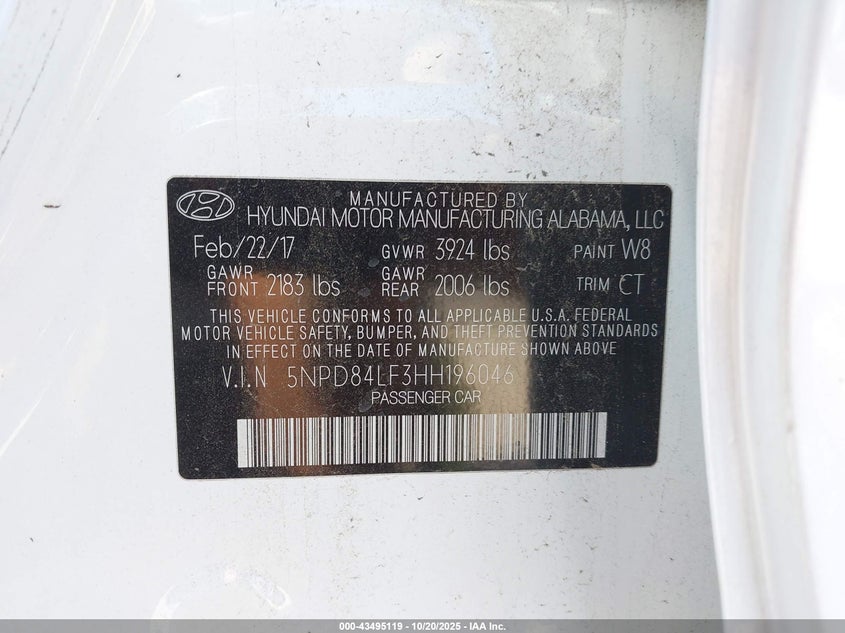 MANUFACTURED BY
HYUNDAI MOTOR MANUFACTURING ALABAMA, LLC
Feb/22/17 GVWR 3924 lbs PAINT W8
GAWR FRONT 2183 lbs GAWR REAR 2006 lbs TRIM CT
THIS VEHICLE CONFORMS TO ALL APPLICABLE U.S.A. FEDERAL
MOTOR VEHICLE SAFETY, BUMPER, AND THEFT PREVENTION STANDARDS
IN EFFECT ON THE DATE OF MANUFACTURE SHOWN ABOVE
V.I.N 5NPD84LF3HH196046
PASSENGER CAR
000-43495119 - 10/20/2025 - IAA Inc.